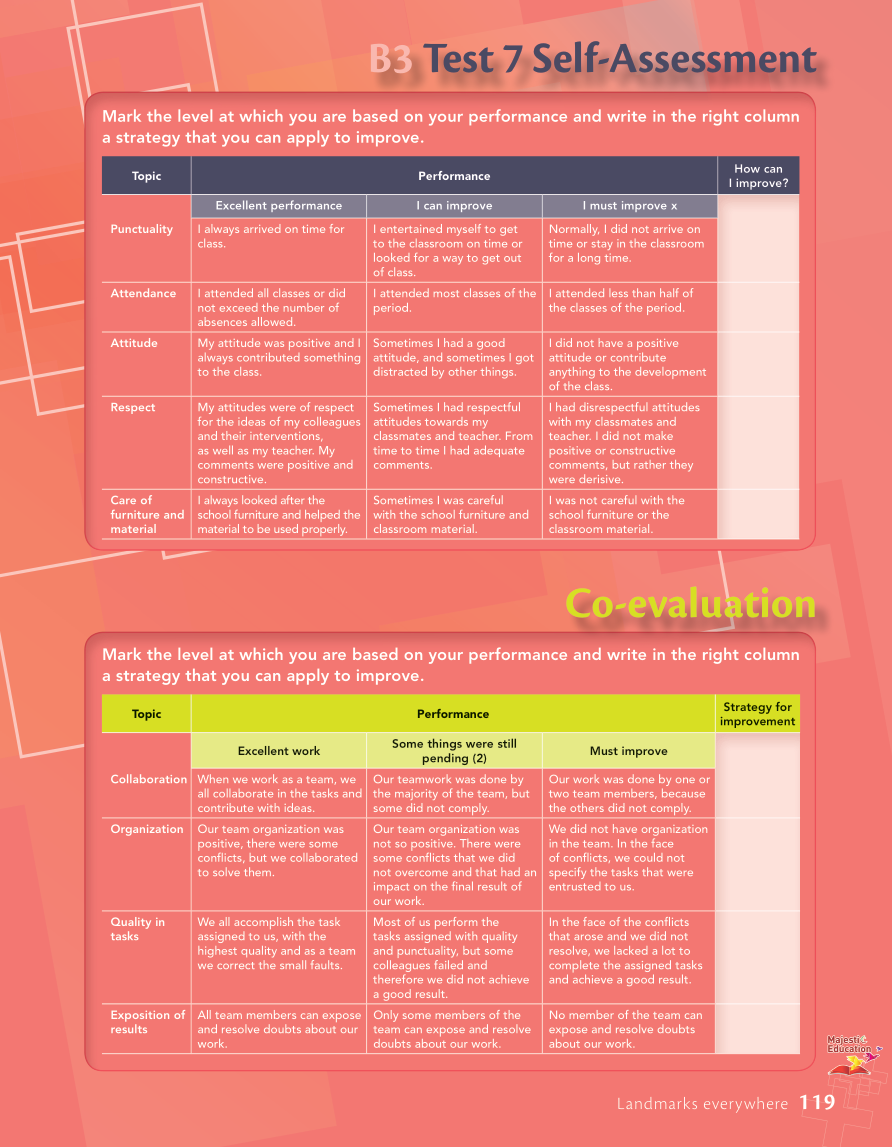 B3 Test 7 Self-Assessment
Mark the level at which you are based on your performance and write in the right column
a strategy that you can apply to improve.
Topic
Performance
How can
I improve?
Excellent performance
I can improve
I must improve x
Punctuality
I always arrived on time for
class.
I entertained myself to get
to the classroom on time or
looked for a way to get out
of class.
Normally, I did not arrive on
time or stay in the classroom
for a long time.
Attendance
I attended all classes or did
not exceed the number of
absences allowed.
I attended most classes of the
period.
I attended less than half of
the classes of the period.
Attitude
My attitude was positive and I
always contributed something
to the class.
Sometimes I had a good
attitude, and sometimes I got
distracted by other things.
I did not have a positive
attitude or contribute
anything to the development
of the class.
Respect
My attitudes were of respect
for the ideas of my colleagues
and their interventions,
as well as my teacher. My
comments were positive and
constructive.
Sometimes I had respectful
attitudes towards my
classmates and teacher. From
time to time I had adequate
comments.
I had disrespectful attitudes
with my classmates and
teacher. I did not make
positive or constructive
comments, but rather they
were derisive.
Care of
furniture and
material
I always looked after the
school furniture and helped the
material to be used properly.
Sometimes I was careful
with the school furniture and
classroom material.
I was not careful with the
school furniture or the
classroom material.
Co-evaluation
Mark the level at which you are based on your performance and write in the right column
a strategy that you can apply to improve.
Topic
Performance
Strategy for
improvement
Excellent work
Some things were still
pending (2)
Must improve
Collaboration
When we work as a team, we
all collaborate in the tasks and
contribute with ideas.
Our teamwork was done by
the majority of the team, but
some did not comply.
Our work was done by one or
two team members, because
the others did not comply.
Organization
Our team organization was
positive, there were some
conflicts, but we collaborated
to solve them.
Our team organization was
not so positive. There were
some conflicts that we did
not overcome and that had an
impact on the final result of
our work.
We did not have organization
in the team. In the face
of conflicts, we could not
specify the tasks that were
entrusted to us.
Quality in
tasks
We all accomplish the task
assigned to us, with the
highest quality and as a team
we correct the small faults.
Most of us perform the
tasks assigned with quality
and punctuality, but some
colleagues failed and
therefore we did not achieve
a good result.
In the face of the conflicts
that arose and we did not
resolve, we lacked a lot to
complete the assigned tasks
and achieve a good result.
Exposition of
results
All team members can expose
and resolve doubts about our
work.
Only some members of the
team can expose and resolve
doubts about our work.
No member of the team can
expose and resolve doubts
about our work.
Majestic
Education
Landmarks everywhere 119